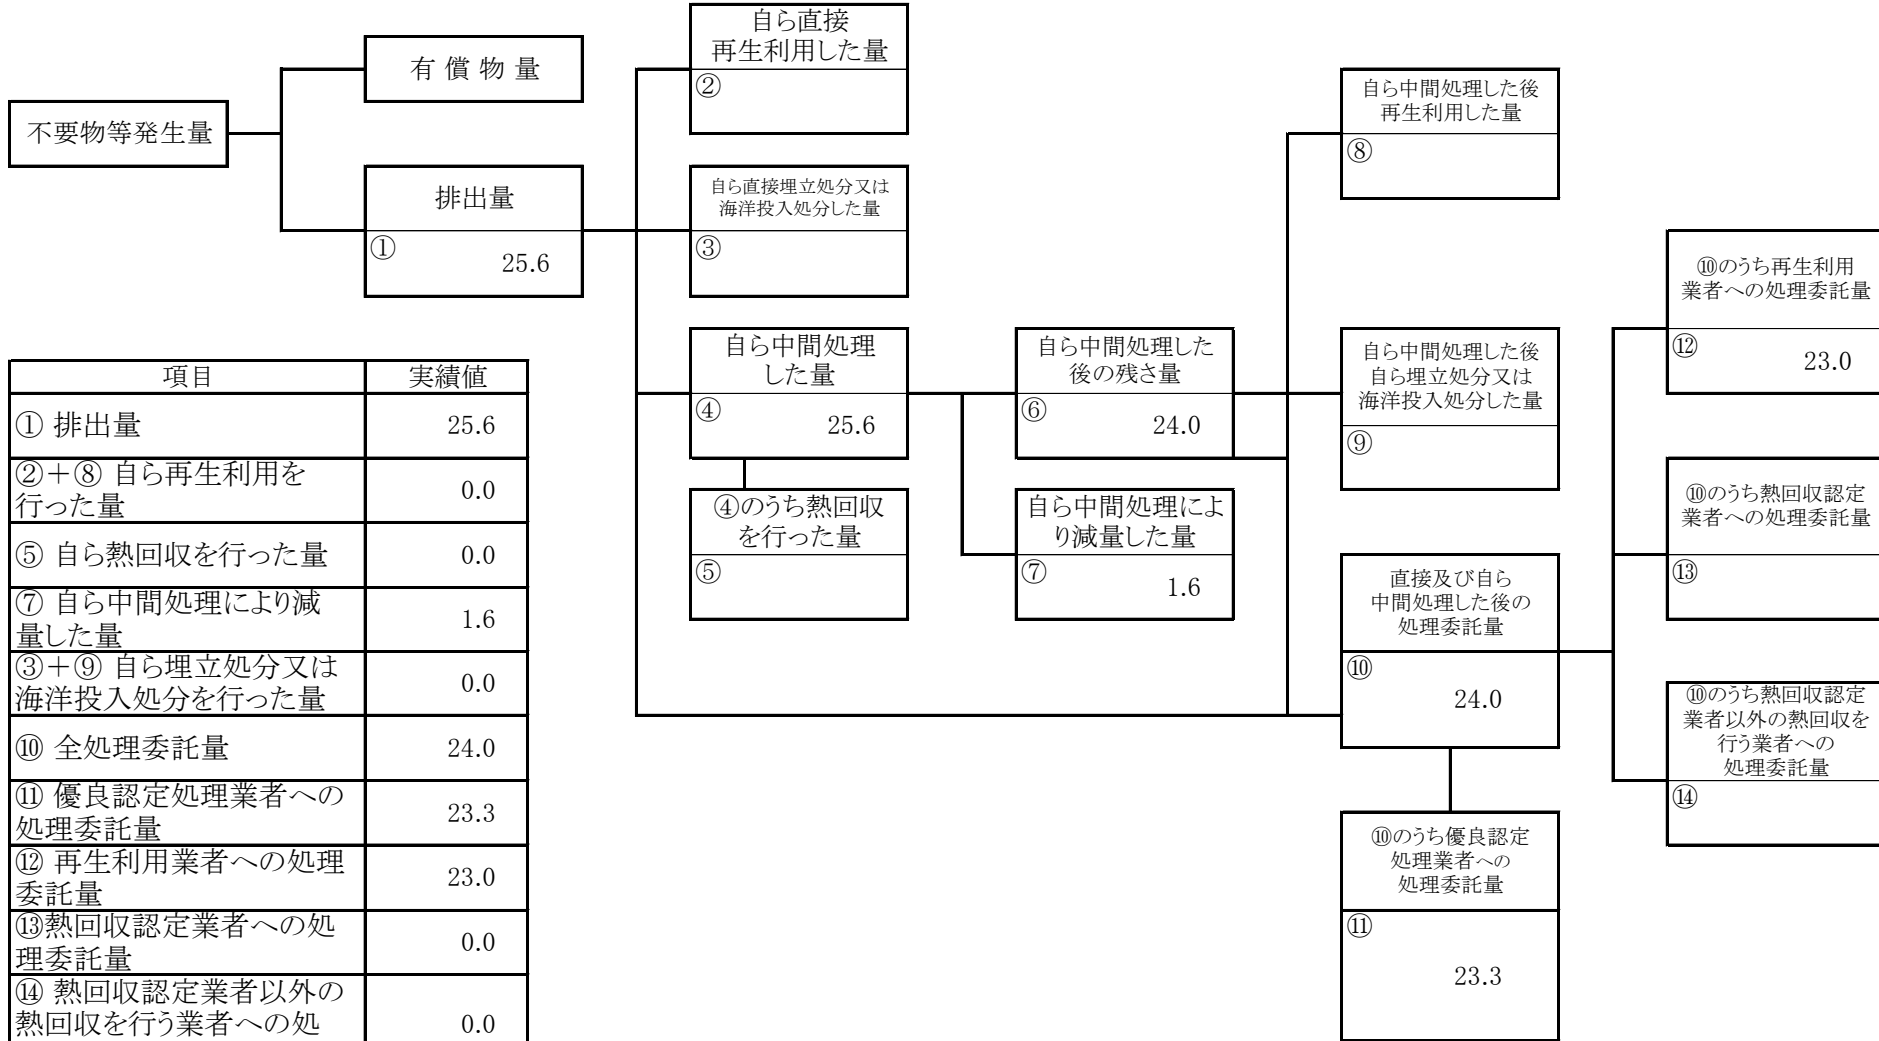 不要物等発生量
有 償 物 量
排出量
①
25.6
自ら直接
再生利用した量
②
自ら直接埋立処分又は
海洋投入処分した量
③
自ら中間処理
した量
④
25.6
④のうち熱回収
を行った量
⑤
自ら中間処理した
後の残さ量
⑥
24.0
自ら中間処理によ
り減量した量
⑦
1.6
自ら中間処理した後
再生利用した量
⑧
自ら中間処理した後
自ら埋立処分又は
海洋投入処分した量
⑨
直接及び自ら
中間処理した後の
処理委託量
⑩
24.0
⑩のうち優良認定
処理業者への
処理委託量
⑪
23.3
⑩のうち再生利用
業者への処理委託量
⑫
23.0
⑩のうち熱回収認定
業者への処理委託量
⑬
⑩のうち熱回収認定
業者以外の熱回収を
行う業者への
処理委託量
⑭
項目 実績値
① 排出量 25.6
②＋⑧ 自ら再生利用を
行った量 0.0
⑤ 自ら熱回収を行った量 0.0
⑦ 自ら中間処理により減
量した量 1.6
③＋⑨ 自ら埋立処分又は
海洋投入処分を行った量 0.0
⑩ 全処理委託量 24.0
⑪ 優良認定処理業者への
処理委託量 23.3
⑫ 再生利用業者への処理
委託量 23.0
⑬熱回収認定業者への処
理委託量 0.0
⑭ 熱回収認定業者以外の
熱回収を行う業者への処 0.0